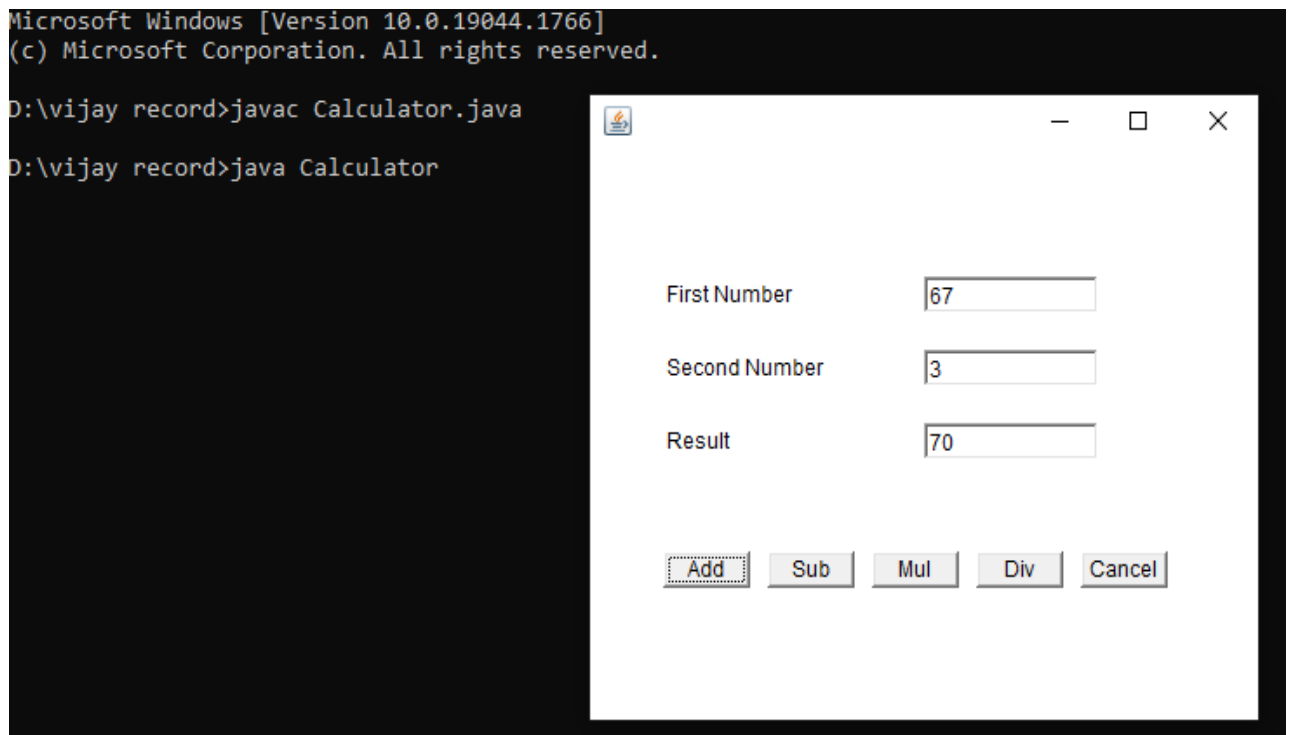 Microsoft Windows [Version 10.0.19044.1766]
(c) Microsoft Corporation. All rights reserved.
D:\vijay record>javac Calculator.java
D:\vijay record>java Calculator
First Number 67
Second Number 3
Result 70
Add Sub Mul Div Cancel